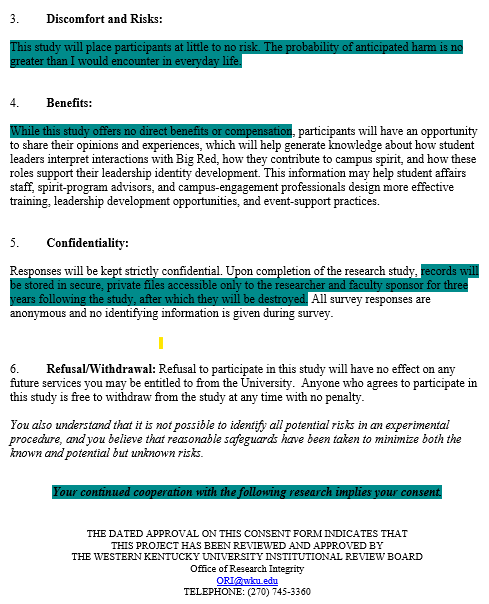 3. Discomfort and Risks:
This study will place participants at little to no risk. The probability of anticipated harm is no
greater than I would encounter in everyday life.
4. Benefits:
While this study offers no direct benefits or compensation, participants will have an opportunity
to share their opinions and experiences, which will help generate knowledge about how student
leaders interpret interactions with Big Red, how they contribute to campus spirit, and how these
roles support their leadership identity development. This information may help student affairs
staff, spirit-program advisors, and campus-engagement professionals design more effective
training, leadership development opportunities, and event-support practices.
5. Confidentiality:
Responses will be kept strictly confidential. Upon completion of the research study, records will
be stored in secure, private files accessible only to the researcher and faculty sponsor for three
years following the study, after which they will be destroyed. All survey responses are
anonymous and no identifying information is given during survey.
6. Refusal/Withdrawal: Refusal to participate in this study will have no effect on any
future services you may be entitled to from the University. Anyone who agrees to participate in
this study is free to withdraw from the study at any time with no penalty.
You also understand that it is not possible to identify all potential risks in an experimental
procedure, and you believe that reasonable safeguards have been taken to minimize both the
known and potential but unknown risks.
Your continued cooperation with the following research implies your consent.
THE DATED APPROVAL ON THIS CONSENT FORM INDICATES THAT
THIS PROJECT HAS BEEN REVIEWED AND APPROVED BY
THE WESTERN KENTUCKY UNIVERSITY INSTITUTIONAL REVIEW BOARD
Office of Research Integrity
ORI@wku.edu
TELEPHONE: (270) 745-3360